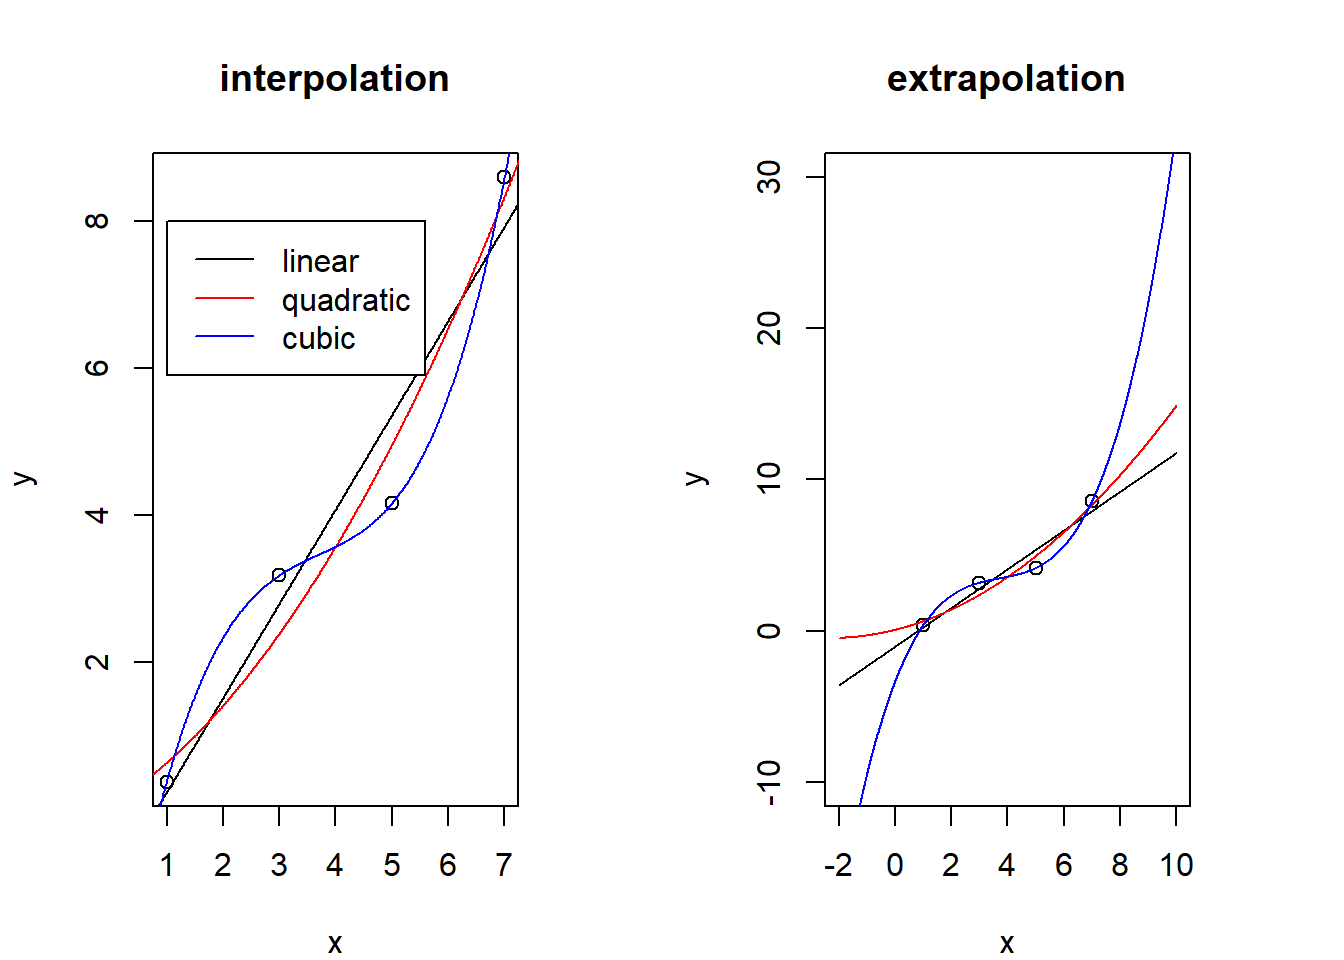 interpolation
8
6
4
2
y
linear
quadratic
cubic
1 2 3 4 5 6 7
x
extrapolation
30
20
10
0
-10
y
-2 0 2 4 6 8 10
x